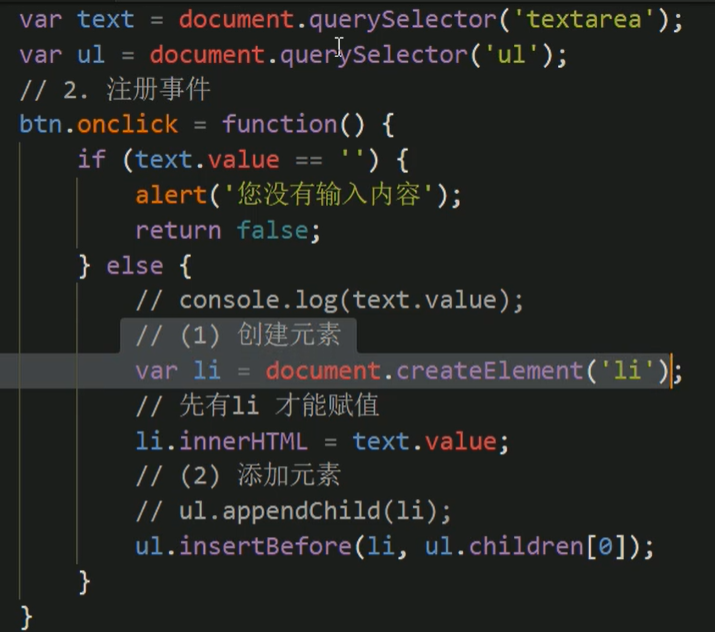 var text = document.querySelector('textarea');
var ul = document.querySelector('ul');
// 2. 注册事件
btn.onclick = function() {
if (text.value == '') {
alert('您没有输入内容');
return false;
} else {
// console.log(text.value);
// (1) 创建元素
var li = document.createElement('li');
// 先有li 才能赋值
li.innerHTML = text.value;
// (2) 添加元素
// ul.appendChild(li);
ul.insertBefore(li, ul.children[0]);
}
}